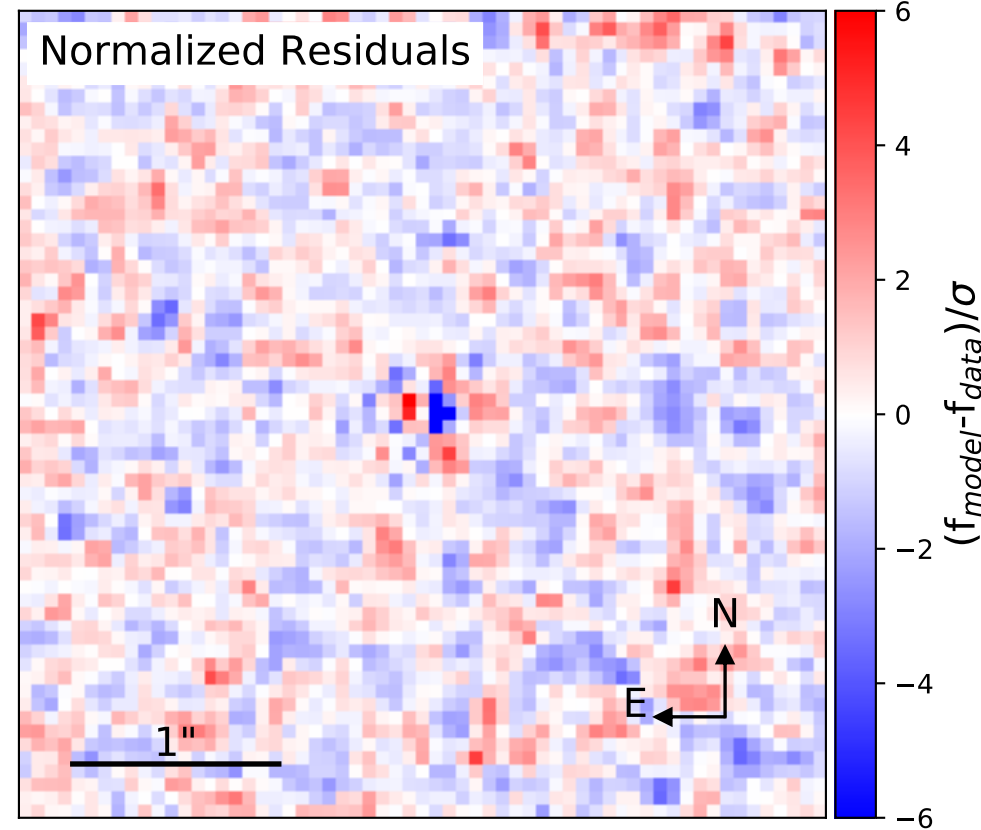 Normalized Residuals
6
4
2
0
−2
−4
−6
(f_model-f_data)/σ
N
E
1"